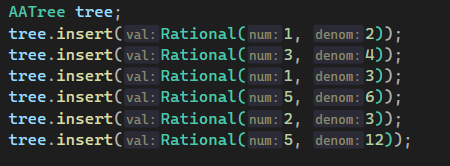 AATree tree;
tree.insert(val:Rational(num:1, denom:2));
tree.insert(val:Rational(num:3, denom:4));
tree.insert(val:Rational(num:1, denom:3));
tree.insert(val:Rational(num:5, denom:6));
tree.insert(val:Rational(num:2, denom:3));
tree.insert(val:Rational(num:5, denom:12));